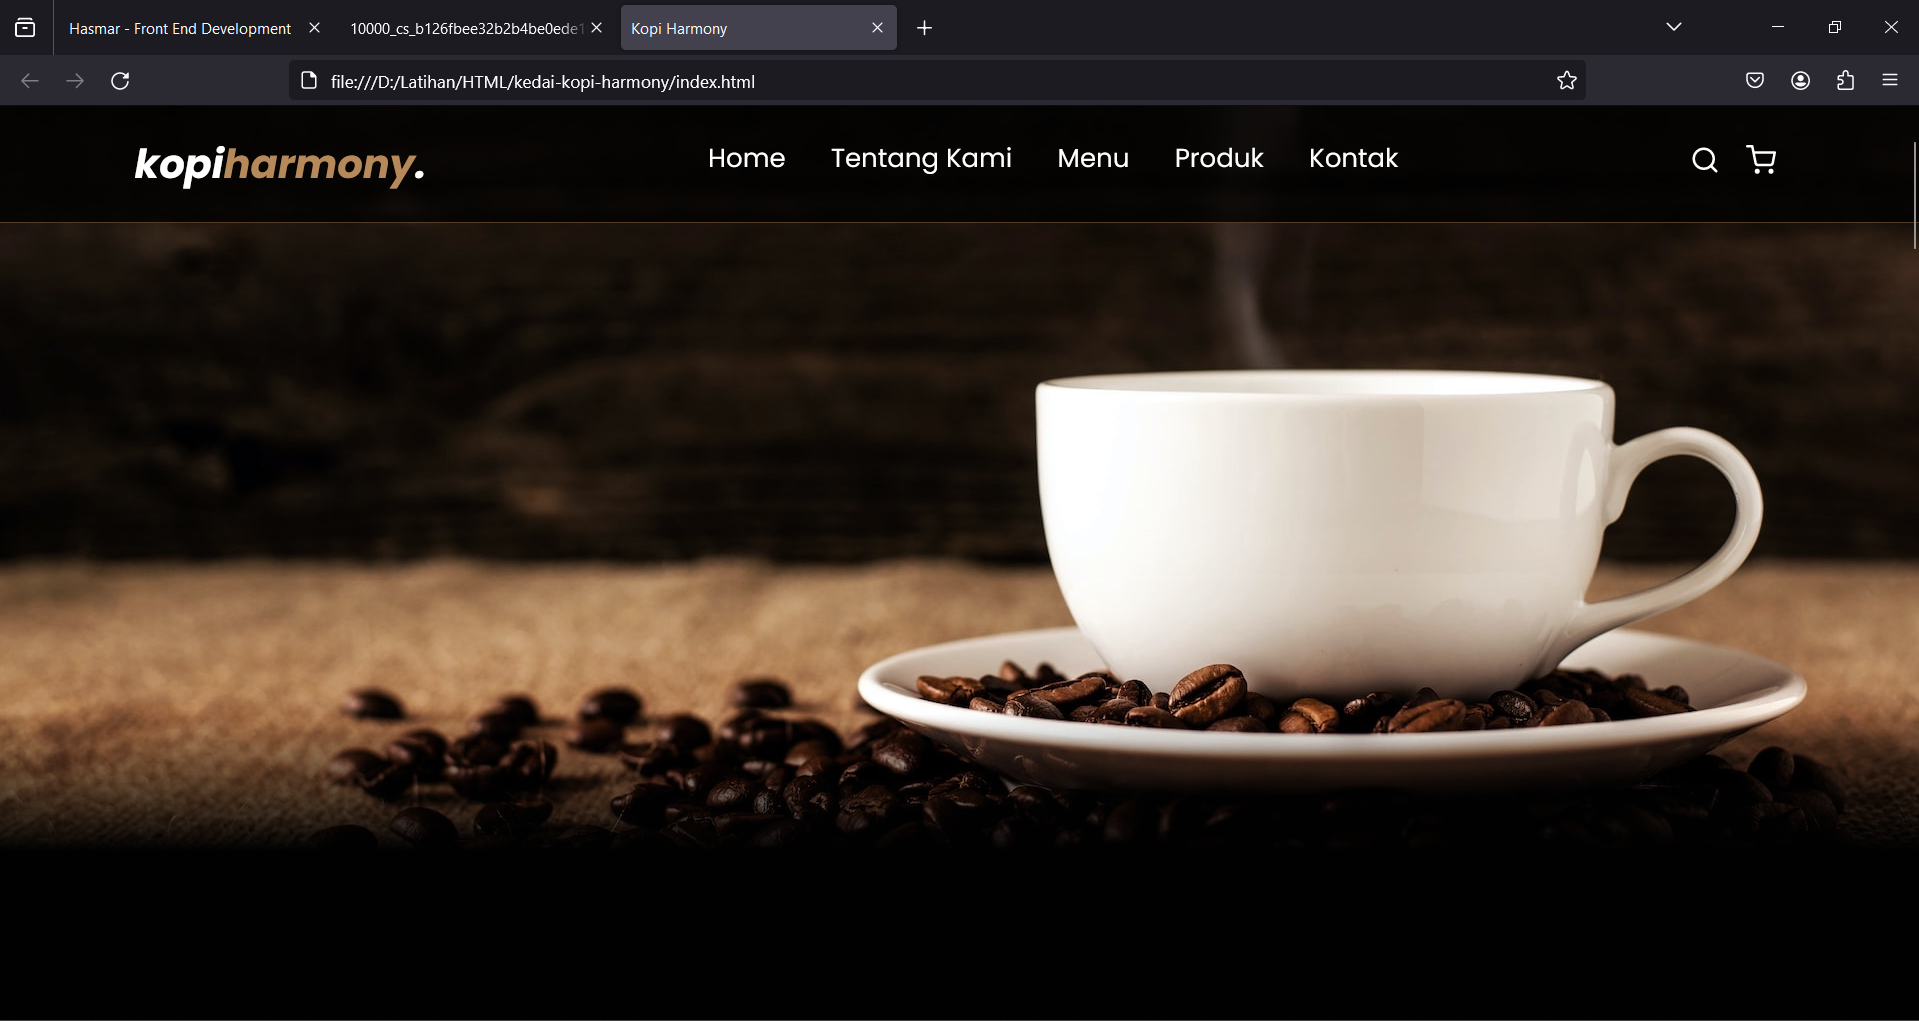 Hasmar - Front End Development
10000_cs_b126fbee32b2b4be0ede1
Kopi Harmony
file:///D:/Latihan/HTML/kedai-kopi-harmony/index.html
kopiharmony.
Home Tentang Kami Menu Produk Kontak